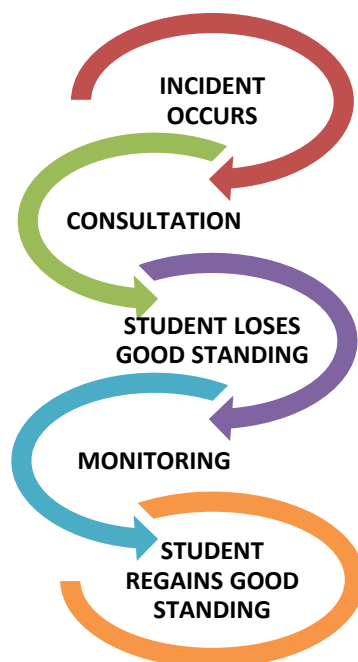 INCIDENT
OCCURS
CONSULTATION
STUDENT LOSES
GOOD STANDING
MONITORING
STUDENT
REGAINS GOOD
STANDING